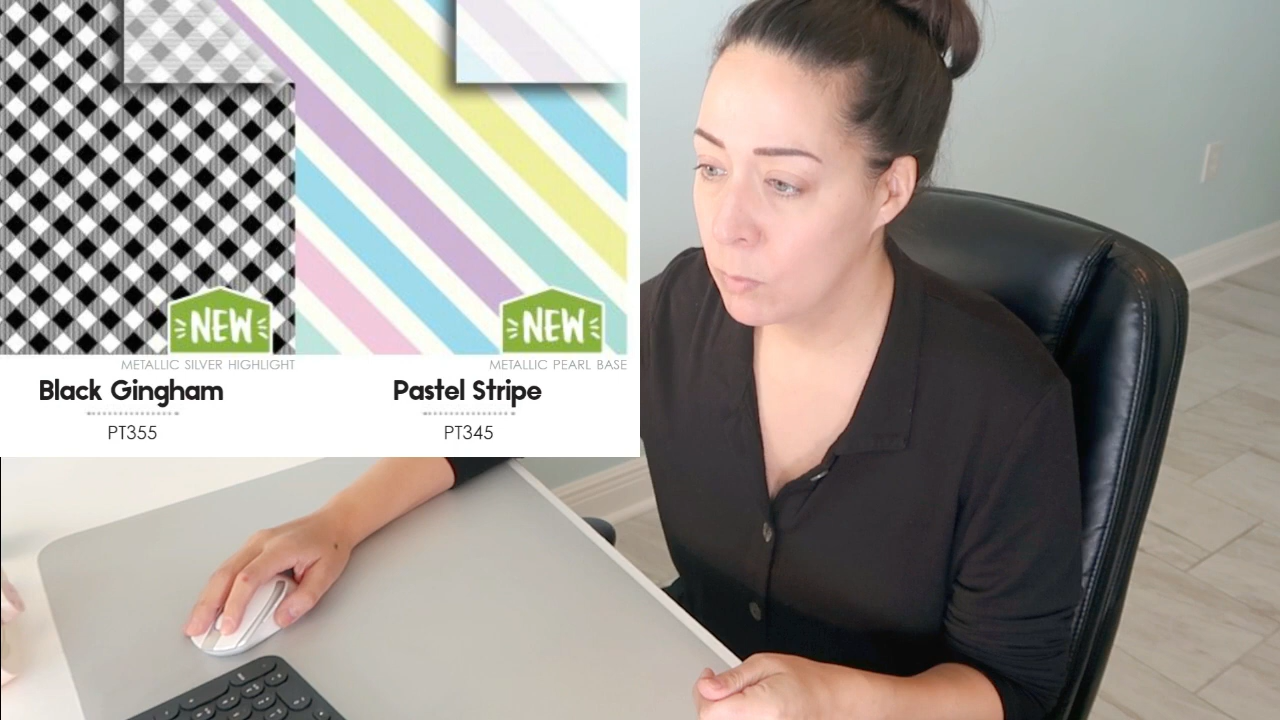 NEW
NEW
METALLIC SILVER HIGHLIGHT
METALLIC PEARL BASE
Black Gingham
Pastel Stripe
PT355
PT345